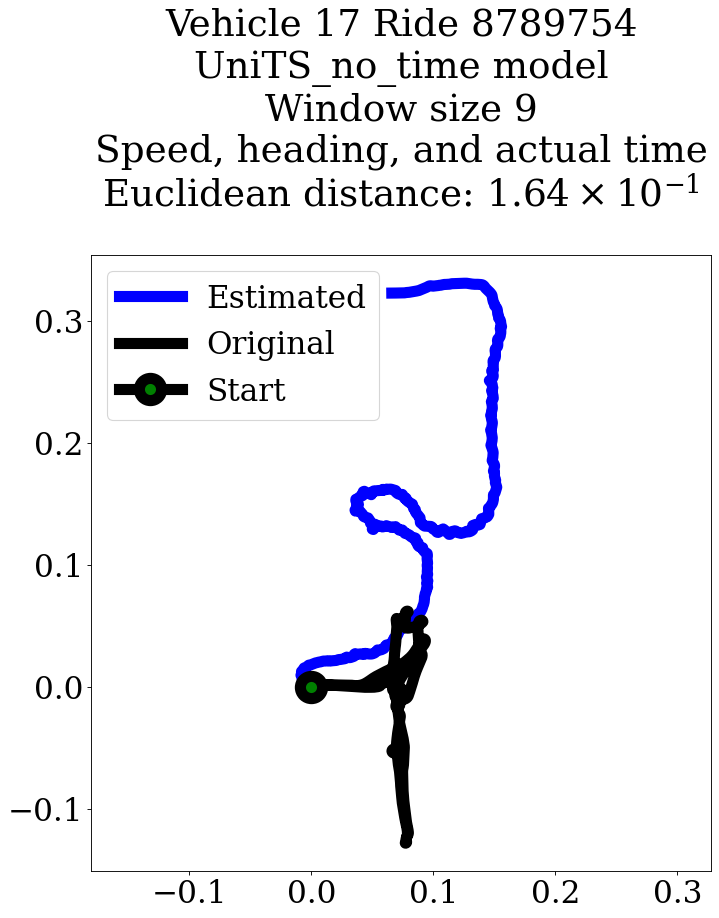 Vehicle 17 Ride 8789754
UniTS_no_time model
Window size 9
Speed, heading, and actual time
Euclidean distance: 1.64 × 10⁻¹
Estimated
Original
Start
0.3
0.2
0.1
0.0
−0.1
−0.1 0.0 0.1 0.2 0.3